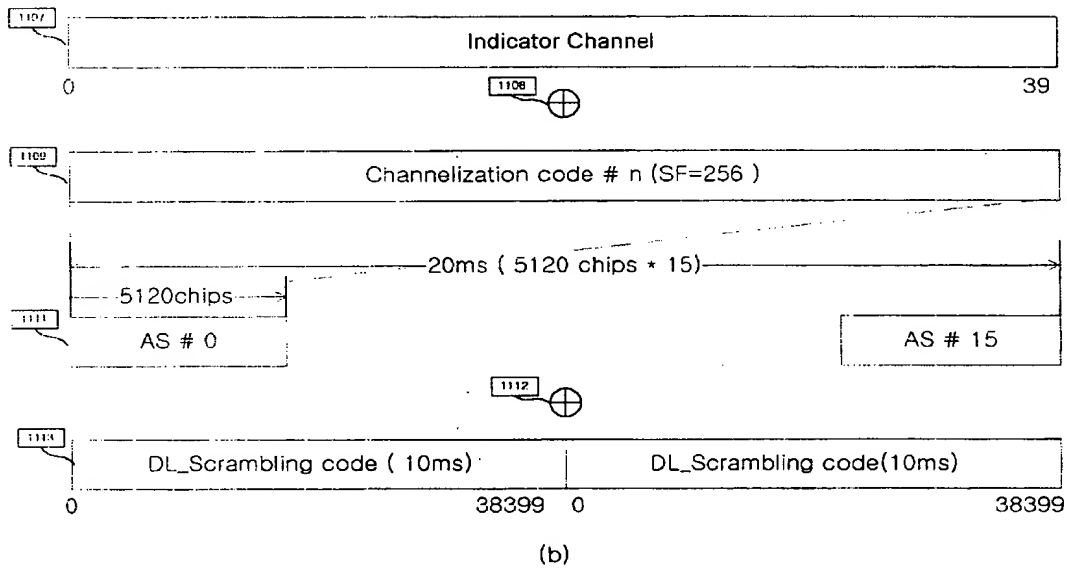 1107
Indicator Channel
0 39
1108
1109
Channelization code # n (SF=256 )
20ms ( 5120 chips * 15)
5120chips
1111
AS # 0 AS # 15
1112
1113
DL_Scrambling code ( 10ms) DL_Scrambling code(10ms)
0 38399 0 38399
(b)